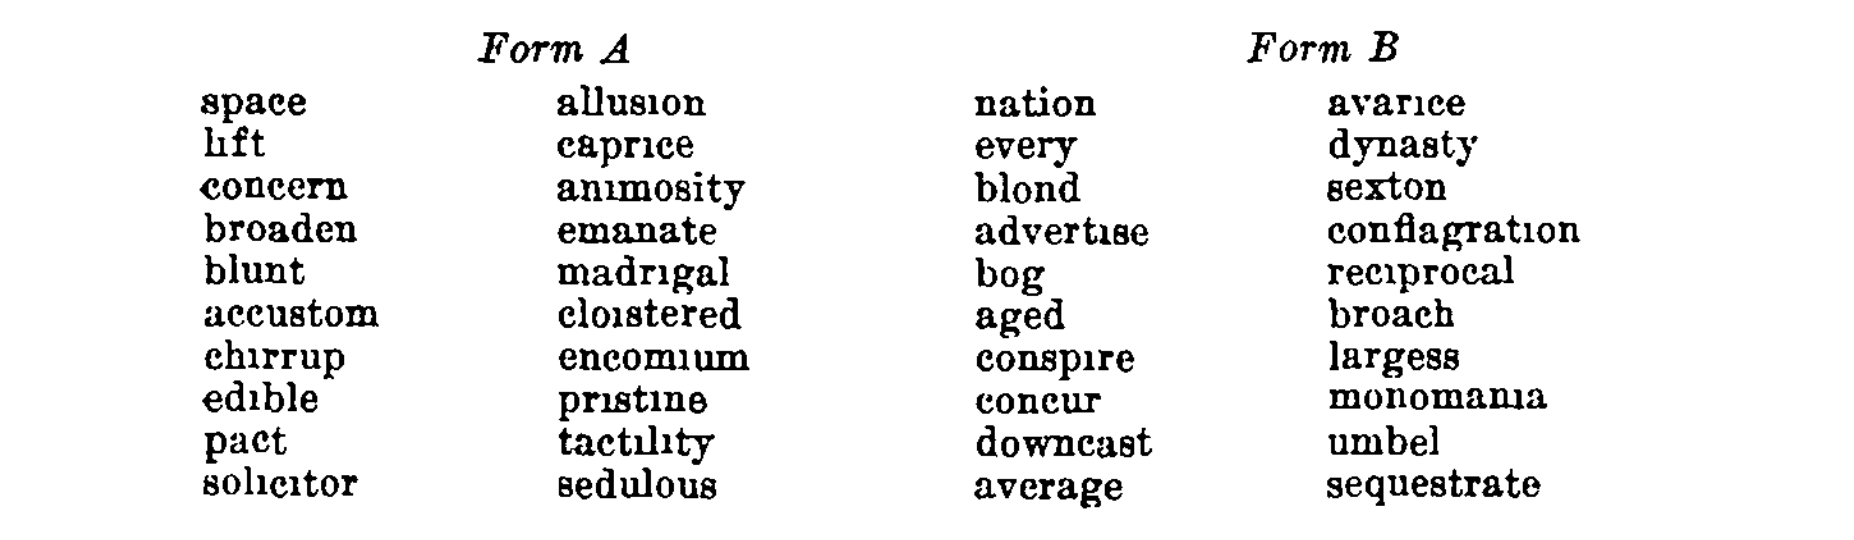 Form A Form B
space allusion nation avarice
lift caprice every dynasty
concern animosity blond sexton
broaden emanate advertise conflagration
blunt madrigal bog reciprocal
accustom cloistered aged broach
chirrup encomium conspire largess
edible pristine concur monomania
pact tactility downcast umbel
solicitor sedulous average sequestrate